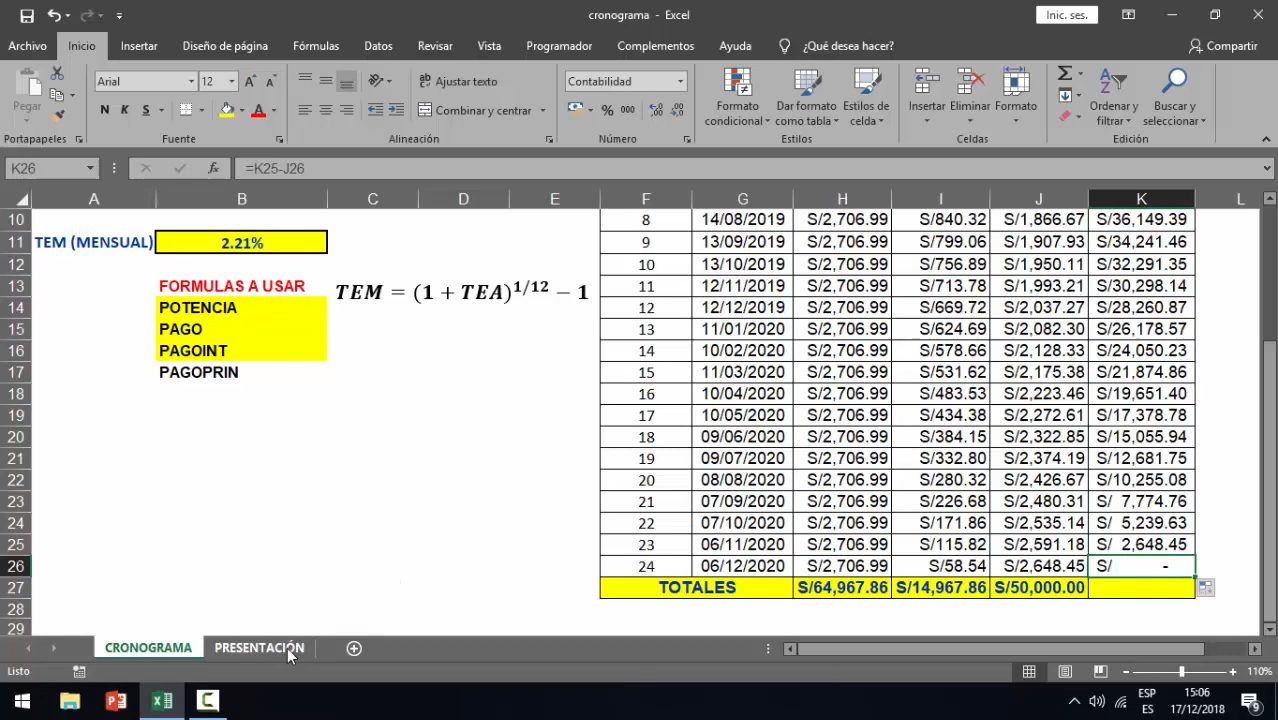 cronograma - Excel
Inic. ses.
Archivo Inicio Insertar Diseño de página Fórmulas Datos Revisar Vista Programador Complementos Ayuda ¿Qué desea hacer? Compartir
Pegar
Arial 12
N K S
Ajustar texto
Combinar y centrar
Contabilidad
% 000
Formato condicional
Dar formato como tabla
Estilos de celda
Insertar
Eliminar
Formato
Ordenar y filtrar
Buscar y seleccionar
Portapapeles Fuente Alineación Número Estilos Celdas Edición
K26 fx =K25-J26
A B C D E F G H I J K L
10 8 14/08/2019 S/2,706.99 S/840.32 S/1,866.67 S/36,149.39
11 TEM (MENSUAL) 2.21% 9 13/09/2019 S/2,706.99 S/799.06 S/1,907.93 S/34,241.46
12 10 13/10/2019 S/2,706.99 S/756.89 S/1,950.11 S/32,291.35
13 FORMULAS A USAR TEM = (1 + TEA)^1/12 − 1 11 12/11/2019 S/2,706.99 S/713.78 S/1,993.21 S/30,298.14
14 POTENCIA 12 12/12/2019 S/2,706.99 S/669.72 S/2,037.27 S/28,260.87
15 PAGO 13 11/01/2020 S/2,706.99 S/624.69 S/2,082.30 S/26,178.57
16 PAGOINT 14 10/02/2020 S/2,706.99 S/578.66 S/2,128.33 S/24,050.23
17 PAGOPRIN 15 11/03/2020 S/2,706.99 S/531.62 S/2,175.38 S/21,874.86
18 16 10/04/2020 S/2,706.99 S/483.53 S/2,223.46 S/19,651.40
19 17 10/05/2020 S/2,706.99 S/434.38 S/2,272.61 S/17,378.78
20 18 09/06/2020 S/2,706.99 S/384.15 S/2,322.85 S/15,055.94
21 19 09/07/2020 S/2,706.99 S/332.80 S/2,374.19 S/12,681.75
22 20 08/08/2020 S/2,706.99 S/280.32 S/2,426.67 S/10,255.08
23 21 07/09/2020 S/2,706.99 S/226.68 S/2,480.31 S/ 7,774.76
24 22 07/10/2020 S/2,706.99 S/171.86 S/2,535.14 S/ 5,239.63
25 23 06/11/2020 S/2,706.99 S/115.82 S/2,591.18 S/ 2,648.45
26 24 06/12/2020 S/2,706.99 S/58.54 S/2,648.45 S/ -
27 TOTALES S/64,967.86 S/14,967.86 S/50,000.00
28
29
CRONOGRAMA PRESENTACIÓN
Listo 110%
ESP 15:06
ES 17/12/2018 9